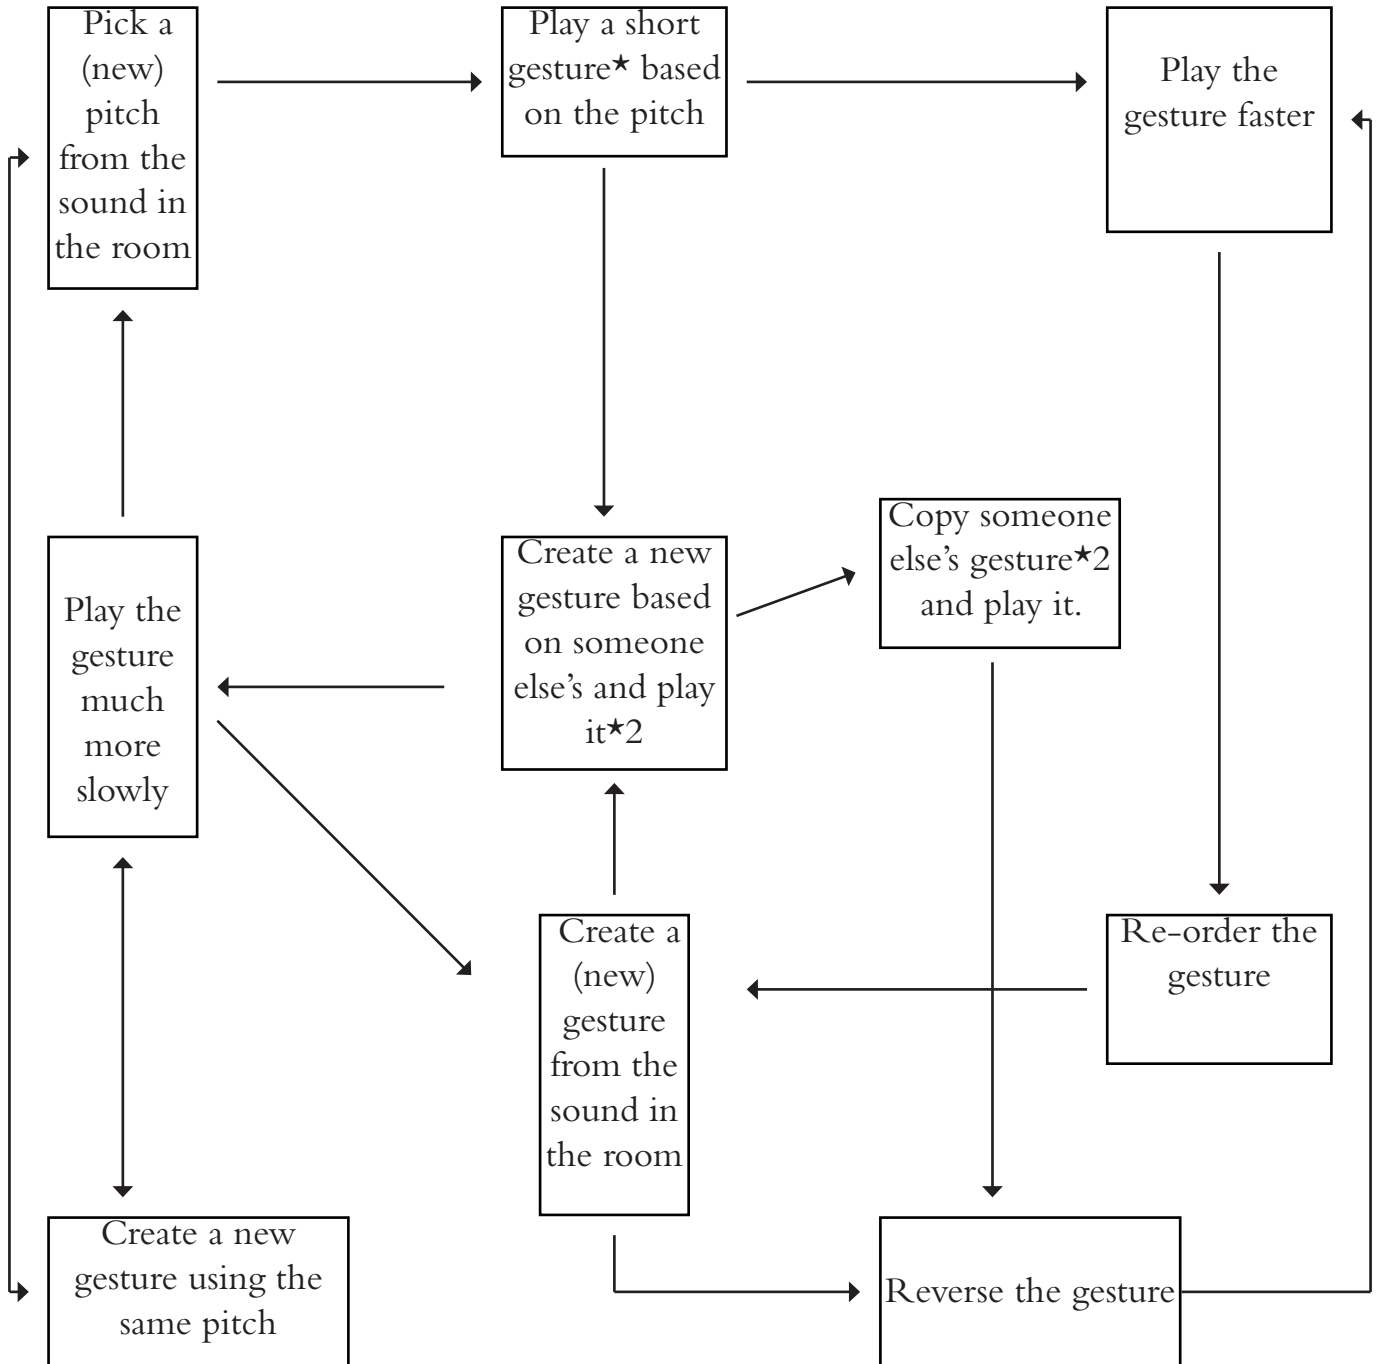 Pick a
(new)
pitch
from the
sound in
the room
Play a short
gesture★ based
on the pitch
Play the
gesture faster
Play the
gesture
much
more
slowly
Create a new
gesture based
on someone
else’s and play
it★2
Copy someone
else’s gesture★2
and play it.
Create a
(new)
gesture
from the
sound in
the room
Re-order the
gesture
Create a new
gesture using the
same pitch
Reverse the gesture